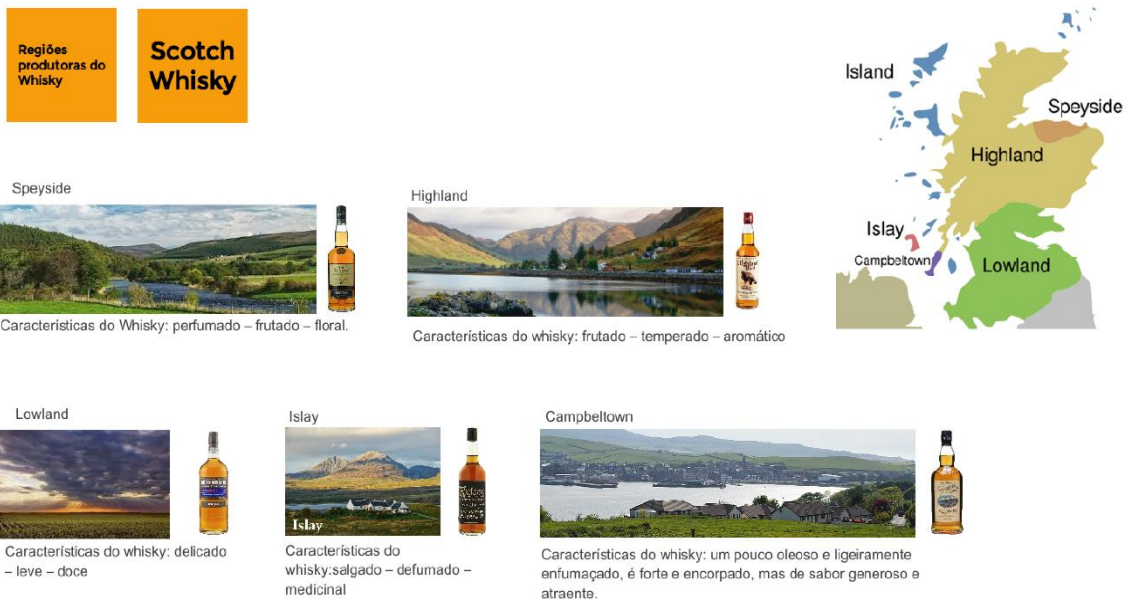 Regiões
produtoras do
Whisky
Scotch
Whisky
Island
Speyside
Highland
Islay
Campbeltown
Lowland
Speyside
Características do Whisky: perfumado – frutado – floral.
Highland
Características do whisky: frutado – temperado – aromático
Lowland
Características do whisky: delicado
– leve – doce
Islay
Islay
Características do
whisky:salgado – defumado –
medicinal
Campbeltown
Características do whisky: um pouco oleoso e ligeiramente
enfumaçado, é forte e encorpado, mas de sabor generoso e
atraente.